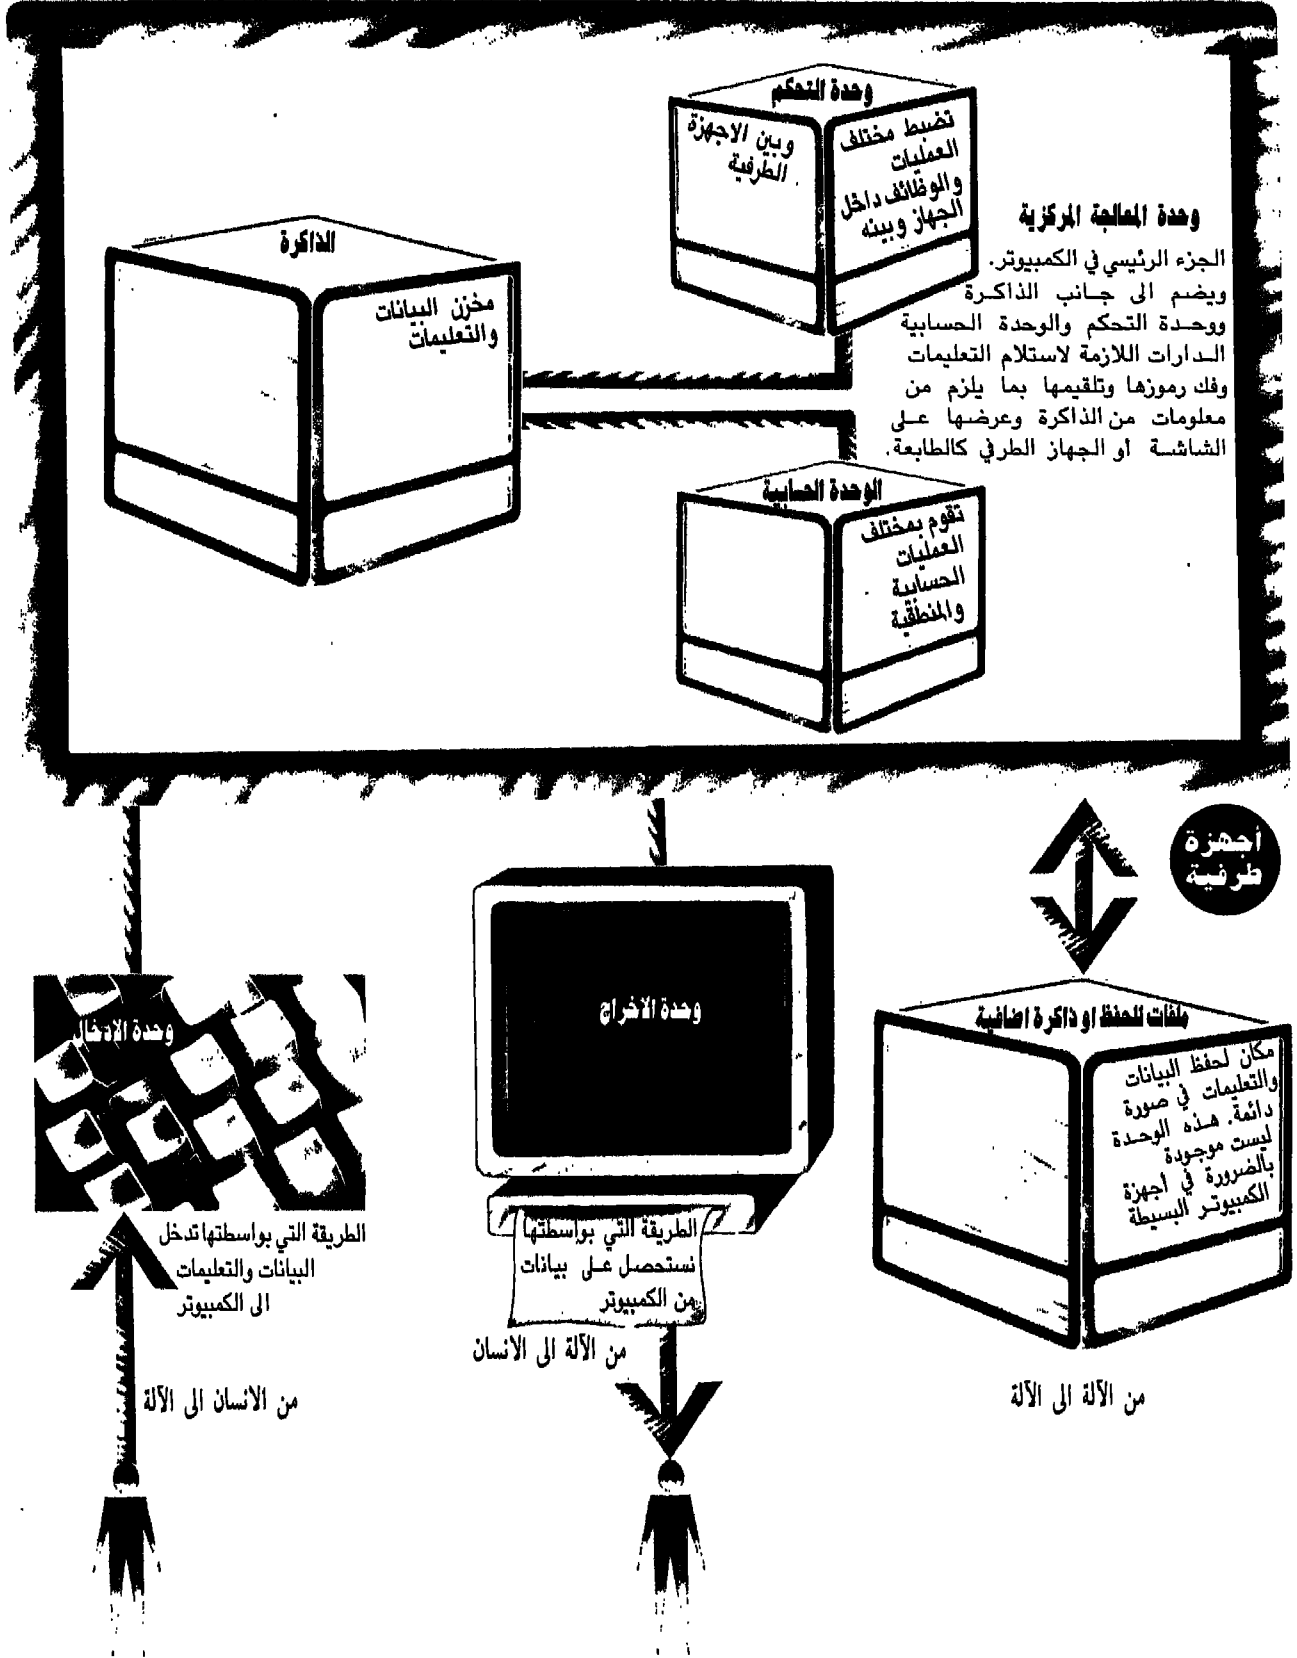 وحدة التحكم
تضبط مختلف
العمليات
والوظائف داخل
الجهاز وبينه
وبين الاجهزة
الطرفية
وحدة المعالجة المركزية
الجزء الرئيسي في الكمبيوتر.
ويضم الى جانب الذاكرة
ووحدة التحكم والوحدة الحسابية
الدارات اللازمة لاستلام التعليمات
وفك رموزها وتلقيمها بما يلزم من
معلومات من الذاكرة وعرضها على
الشاشة أو الجهاز الطرفي كالطابعة.
الذاكرة
مخزن البيانات
والتعليمات
الوحدة الحسابية
تقوم بمختلف
العمليات
الحسابية
والمنطقية
أجهزة
طرفية
ملفات للحفظ او ذاكرة اضافية
مكان لحفظ البيانات
والتعليمات في صورة
دائمة. هذه الوحدة
ليست موجودة
بالضرورة في أجهزة
الكمبيوتر البسيطة
من الآلة الى الآلة
وحدة الاخراج
الطريقة التي بواسطتها
نستحصل على بيانات
من الكمبيوتر
من الآلة الى الانسان
وحدة الادخال
الطريقة التي بواسطتها تدخل
البيانات والتعليمات
الى الكمبيوتر
من الانسان الى الآلة